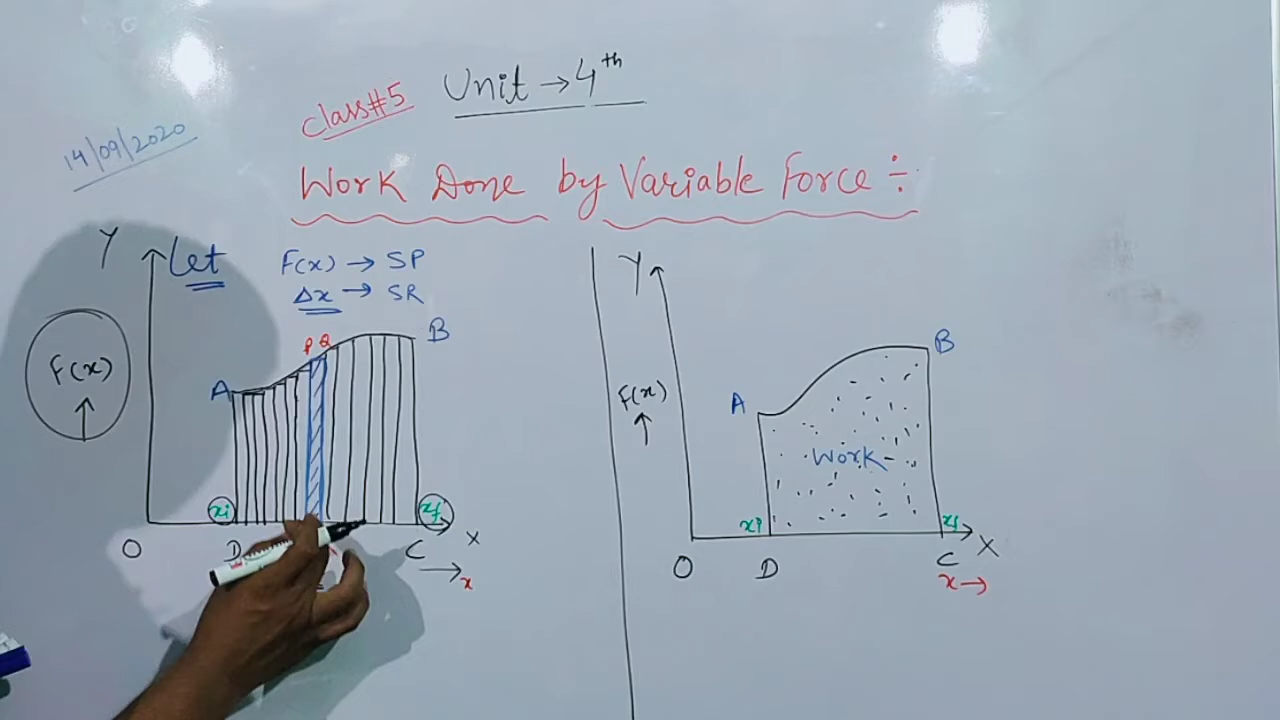 Unit → 4th
Class#5
14/09/2020
Work Done by Variable Force ÷
Y
Let
F(x) → SP
Δx → SR
F(x)
↑
A
P Q
B
xi
xf
O
D
C
X
→ x
Y
F(x)
↑
A
B
Work
xi
xf
O
D
C
X
x →